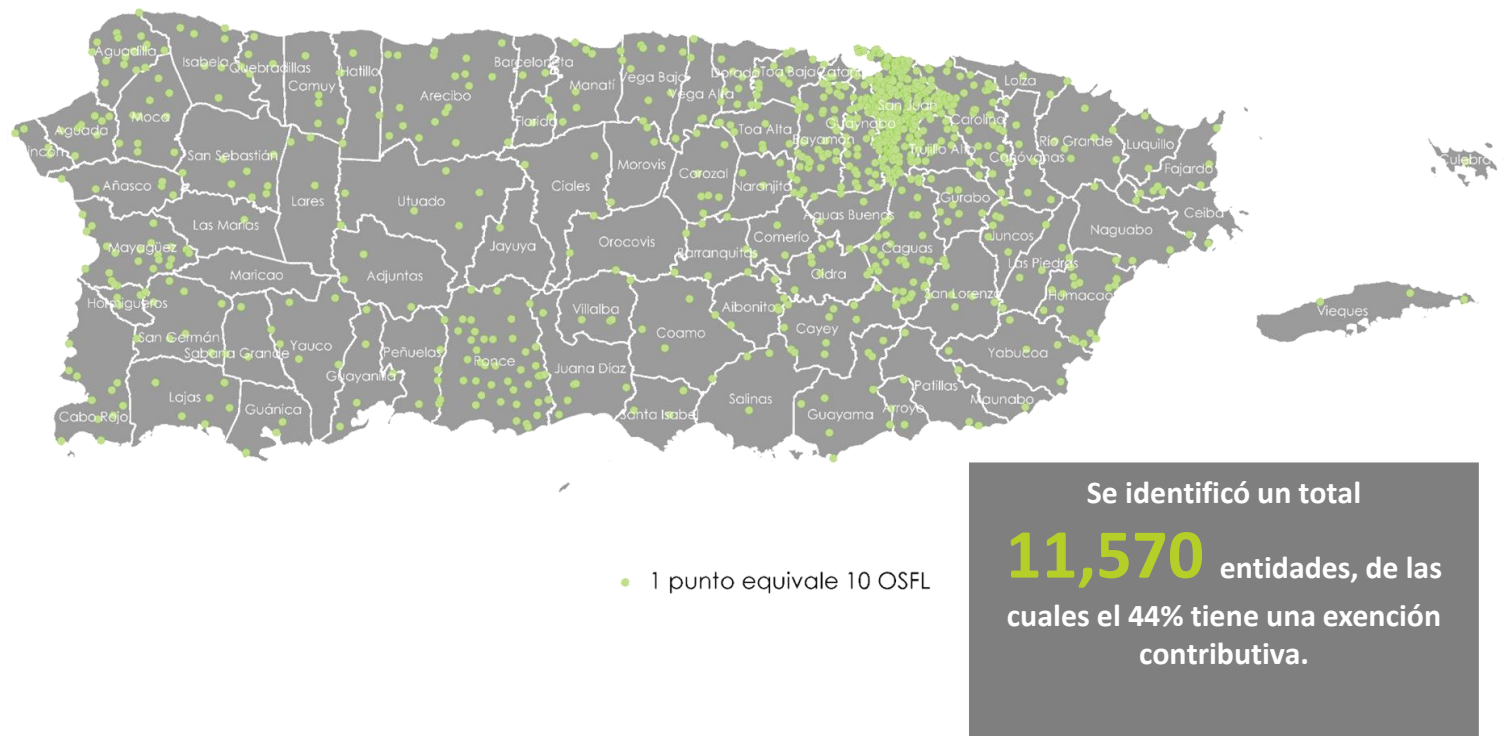 Aguadilla
Isabela
Quebradillas
Camuy
Hatillo
Arecibo
Barceloneta
Manatí
Vega Baja
Vega Alta
Dorado
Toa Baja
Cataño
San Juan
Loiza
Carolina
Aguada
Moca
Florida
Toa Alta
Bayamón
Guaynabo
Trujillo Alto
Canóvanas
Río Grande
Luquillo
Fajardo
Culebra
incón
San Sebastián
Añasco
Lares
Utuado
Ciales
Morovis
Corozal
Naranjito
Gurabo
Ceiba
Las Marías
Mayagüez
Maricao
Adjuntas
Jayuya
Orocovis
Barranquitas
Comerío
Aguas Buenas
Caguas
Cidra
Juncos
Las Piedras
Naguabo
Humacao
San Lorenzo
Hormigueros
San Germán
Sabana Grande
Yauco
Guayanilla
Peñuelas
Ponce
Villalba
Juana Díaz
Coamo
Aibonito
Cayey
Yabucoa
Vieques
Cabo Rojo
Lajas
Guánica
Santa Isabel
Salinas
Guayama
Arroyo
Patillas
Maunabo
1 punto equivale 10 OSFL
Se identificó un total
11,570 entidades, de las
cuales el 44% tiene una exención
contributiva.